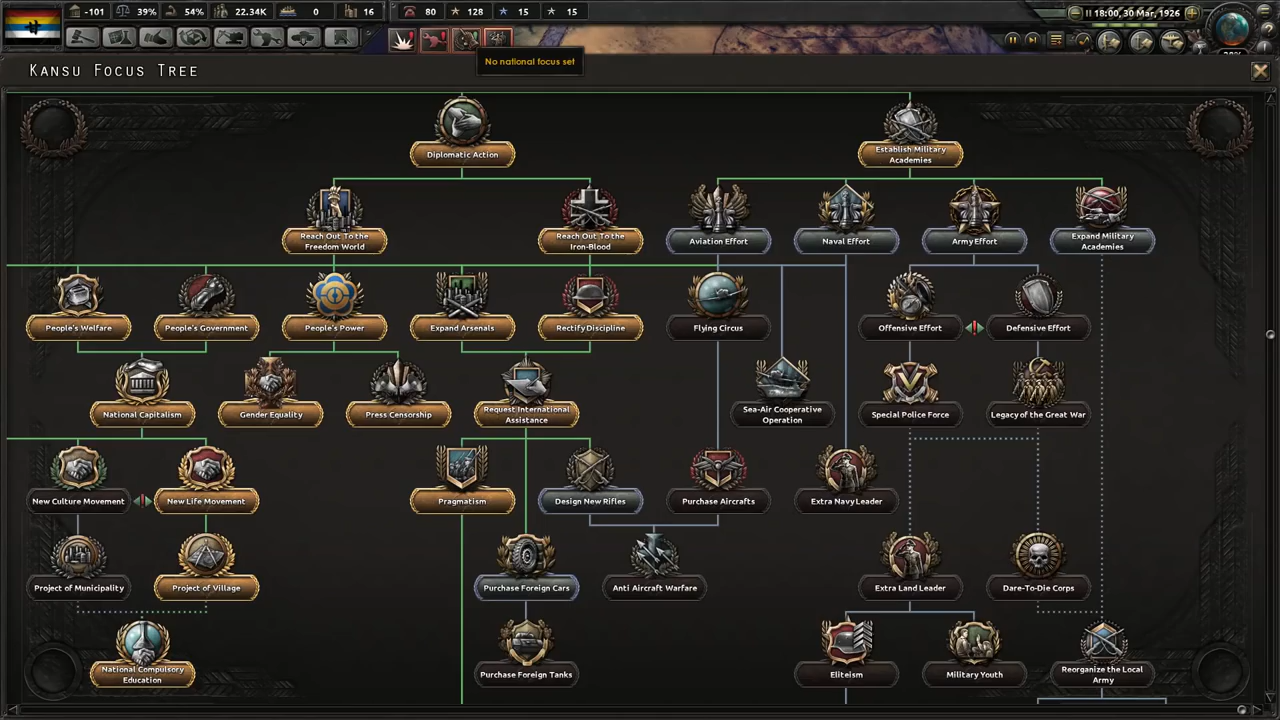 -101 39% 54% 22.34K 0 16 80 128 15 15 18:00, 30 Mar, 1926
No national focus set
Kansu Focus Tree
Diplomatic Action
Establish Military
Academies
Reach Out To the
Freedom World
Reach Out To the
Iron-Blood
Aviation Effort
Naval Effort
Army Effort
Expand Military
Academies
People's Welfare
People's Government
People's Power
Expand Arsenals
Rectify Discipline
Flying Circus
Offensive Effort
Defensive Effort
National Capitalism
Gender Equality
Press Censorship
Request International
Assistance
Sea-Air Cooperative
Operation
Special Police Force
Legacy of the Great War
New Culture Movement
New Life Movement
Pragmatism
Design New Rifles
Purchase Aircrafts
Extra Navy Leader
Project of Municipality
Project of Village
Purchase Foreign Cars
Anti Aircraft Warfare
Extra Land Leader
Dare-To-Die Corps
National Compulsory
Education
Purchase Foreign Tanks
Eliteism
Military Youth
Reorganize the Local
Army